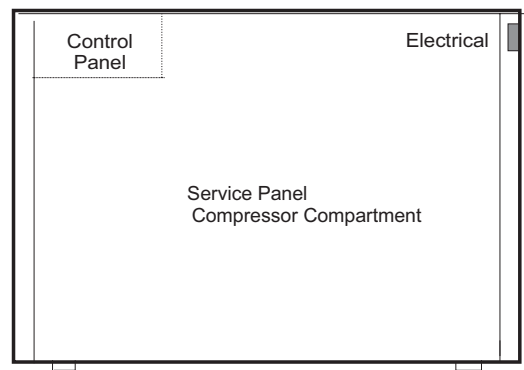 Control
Panel
Electrical
Service Panel
Compressor Compartment